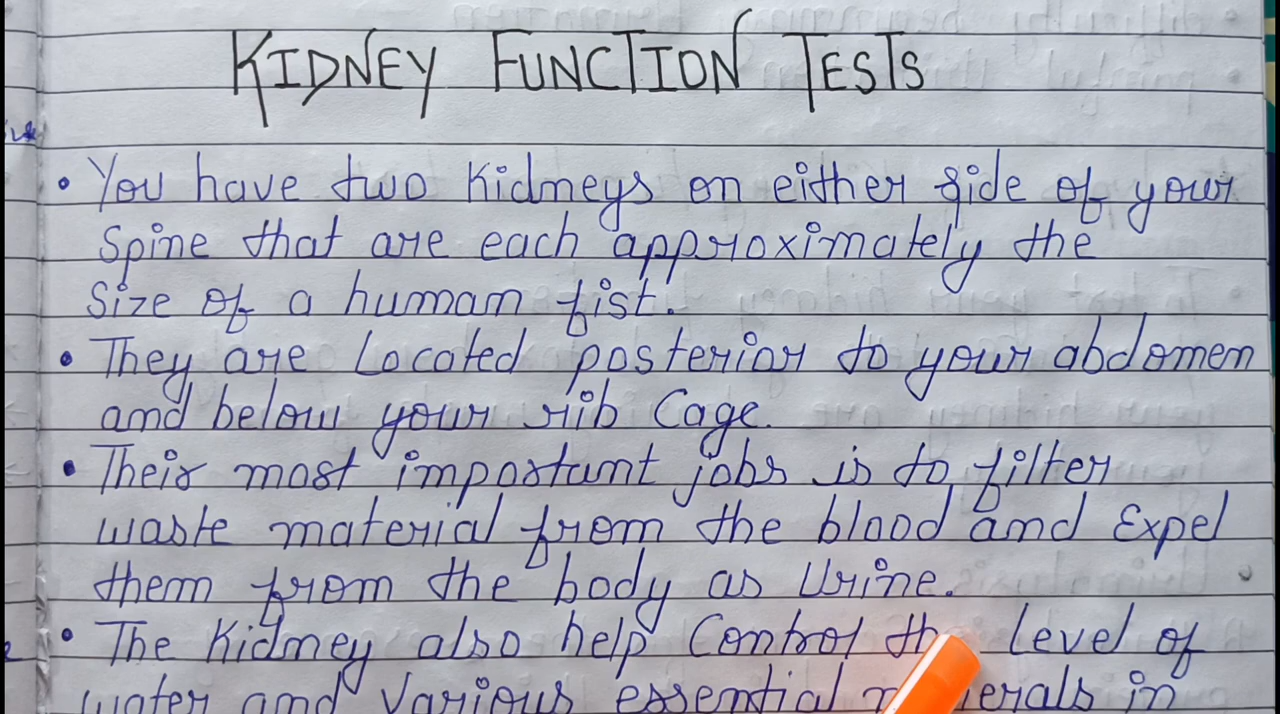 KIDNEY FUNCTION TESTS
• You have two kidneys on either side of your
Spine that are each approximately the
Size of a human fist.
• They are Located posterior to your abdomen
and below your rib Cage.
• Their most important jobs is to filter
waste material from the blood and Expel
them from the body as Urine.
• The Kidney also help Control the Level of
water and Various essential minerals in